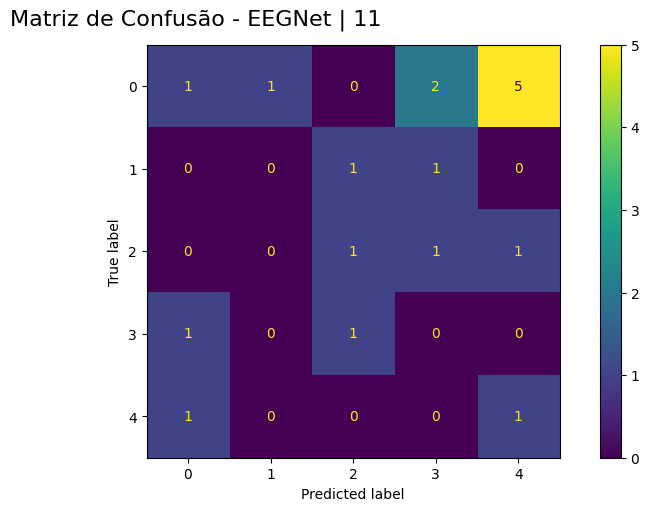 Matriz de Confusão - EEGNet | 11
0 1 1 0 2 5
1 0 0 1 1 0
2 0 0 1 1 1
3 1 0 1 0 0
4 1 0 0 0 1
0 1 2 3 4
Predicted label
True label
5
4
3
2
1
0